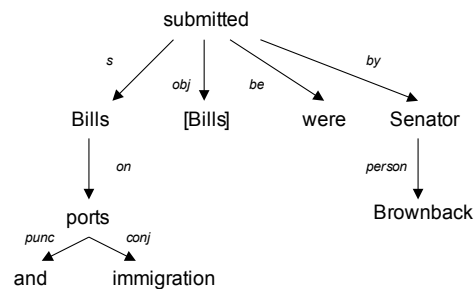 submitted
s obj be by
Bills [Bills] were Senator
on person
ports Brownback
punc conj
and immigration